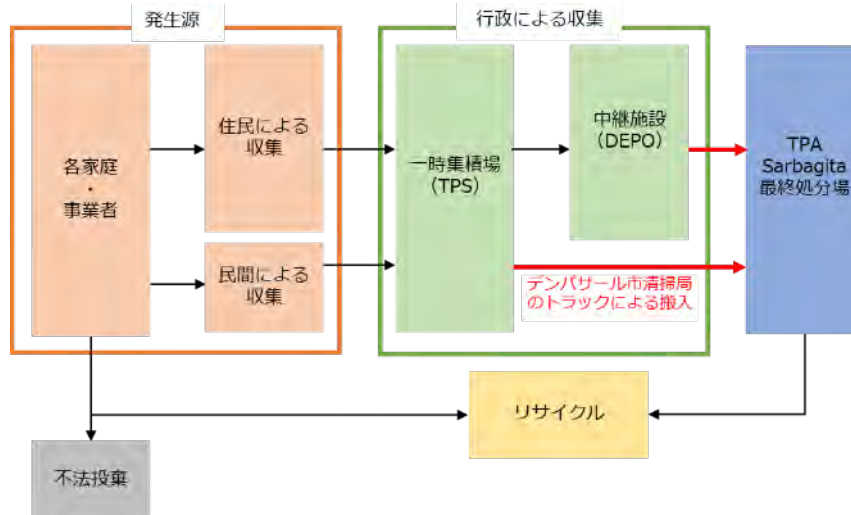 発生源
行政による収集
各家庭
・
事業者
住民による
収集
民間による
収集
一時集積場
（TPS）
中継施設
（DEPO）
TPA
Sarbagita
最終処分場
デンパサール市清掃局
のトラックによる搬入
リサイクル
不法投棄